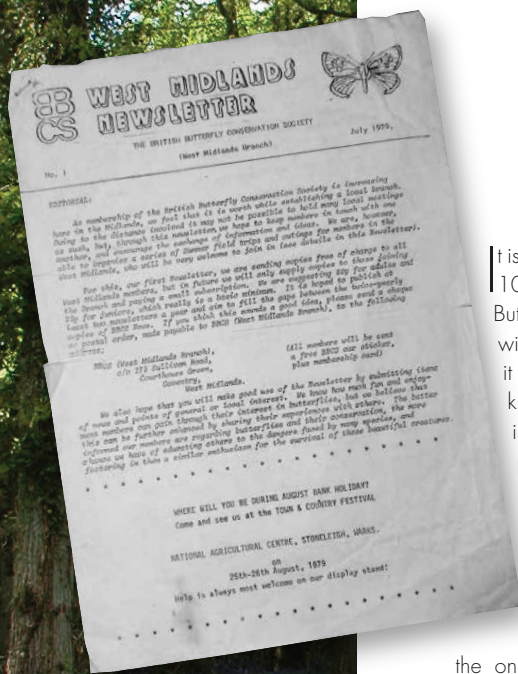 BBCS
WEST MIDLANDS
NEWSLETTER
THE BRITISH BUTTERFLY CONSERVATION SOCIETY
(West Midlands Branch)
No. 1
July 1979.
EDITORIAL:
As membership of the British Butterfly Conservation Society is increasing
here in the Midlands, we feel that it is worth while establishing a local branch.
Owing to the distance involved it may not be possible to hold many local meetings
as such, but, through this newsletter, we hope to keep members in touch with one
another, and encourage the exchange of information and ideas. We are, however,
able to organise a series of Summer field trips and outings for members in the
West Midlands, who will be very welcome to join in (see details in this Newsletter).
For this, our first Newsletter, we are sending copies free of charge to all
West Midlands members, but in future we will only supply copies to those joining
the branch and paying a small subscription. We are suggesting 50p for adults and
for juniors, which really is a basic minimum. It is hoped to publish at
least two newsletters a year and aim to fill the gaps between the twice-yearly
copies of BBCS News. If you think this sounds a good idea, please send a cheque
or postal order, made payable to BBCS (West Midlands Branch), to the following
address:
BBCS (West Midlands Branch),
c/o 173 Sullivan Road,
Courthouse Green,
Coventry,
West Midlands.
(All members will be sent
a free BBCS car sticker,
plus membership card)
We also hope that you will make good use of the Newsletter by submitting items
of news and points of general or local interest. We know how much fun and enjoy-
ment members can gain through their interest in butterflies, but we believe that
this can be further enhanced by sharing their experiences with others. The better
informed our members are regarding butterflies and their conservation, the more
chance we have of educating others to the dangers faced by many species, and
fostering in them a similar enthusiasm for the survival of these beautiful creatures.
WHERE WILL YOU BE DURING AUGUST BANK HOLIDAY?
Come and see us at the TOWN & COUNTRY FESTIVAL
NATIONAL AGRICULTURAL CENTRE, STONELEIGH, WARKS.
on
25th-26th August, 1979
Help is always most welcome on our display stand!
It is
10
But
wi
it
k
i
the on